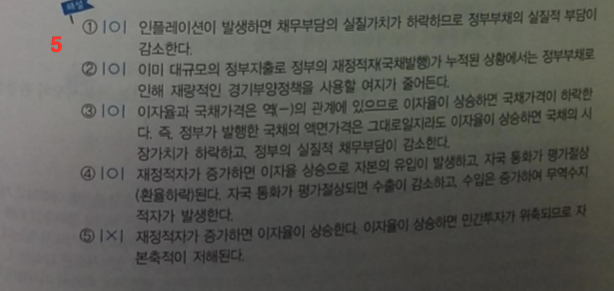 해설
5
① |O| 인플레이션이 발생하면 채무부담의 실질가치가 하락하므로 정부부채의 실질적 부담이
감소한다.
② |O| 이미 대규모의 정부지출로 정부의 재정적자(국채발행)가 누적된 상황에서는 정부부채로
인해 재량적인 경기부양정책을 사용할 여지가 줄어든다.
③ |O| 이자율과 국채가격은 역(-)의 관계에 있으므로 이자율이 상승하면 국채가격이 하락한
다. 즉, 정부가 발행한 국채의 액면가격은 그대로일지라도 이자율이 상승하면 국채의 시
장가치가 하락하고, 정부의 실질적 채무부담이 감소한다.
④ |O| 재정적자가 증가하면 이자율 상승으로 자본의 유입이 발생하고, 자국 통화가 평가절상
(환율하락)된다. 자국 통화가 평가절상되면 수출이 감소하고, 수입은 증가하여 무역수지
적자가 발생한다.
⑤ |X| 재정적자가 증가하면 이자율이 상승한다. 이자율이 상승하면 민간투자가 위축되므로 자
본축적이 저해된다.